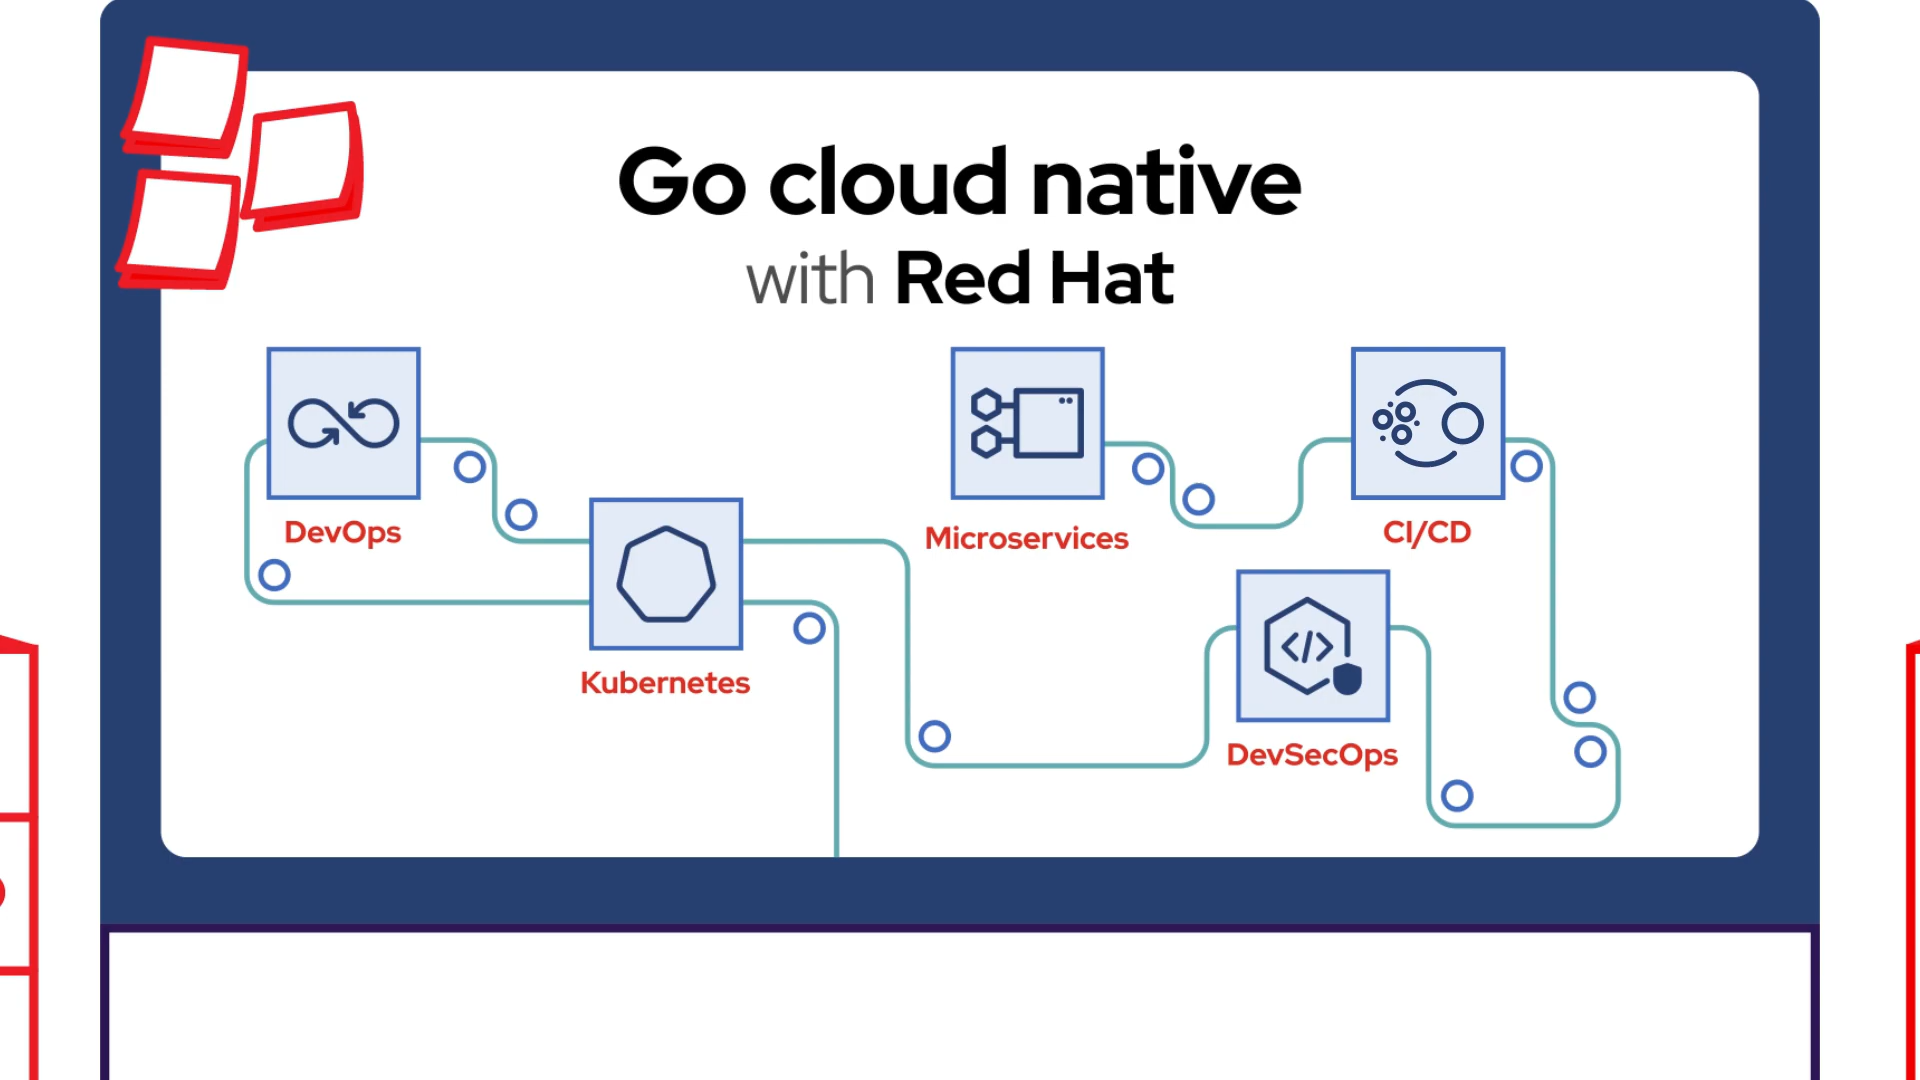 Go cloud native
with Red Hat
DevOps
Microservices
CI/CD
Kubernetes
DevSecOps